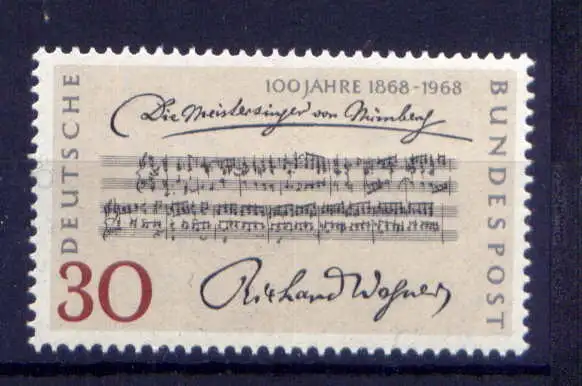 100 JAHRE 1868-1968
Die Meistersinger von Nürnberg
DEUTSCHE
BUNDESPOST
30
Richard Wagner